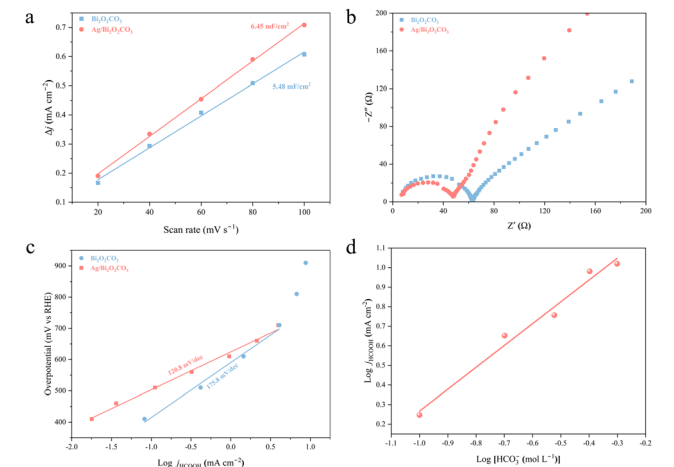 a
Bi₂O₂CO₃
Ag/Bi₂O₂CO₃
6.45 mF/cm²
5.48 mF/cm²
Δj (mA cm⁻²)
0.7
0.6
0.5
0.4
0.3
0.2
0.1
20 40 60 80 100
Scan rate (mV s⁻¹)
b
Bi₂O₂CO₃
Ag/Bi₂O₂CO₃
-Z″ (Ω)
200
160
120
80
40
0
0 40 80 120 160 200
Z′ (Ω)
c
Bi₂O₂CO₃
Ag/Bi₂O₂CO₃
120.8 mV/dec
175.8 mV/dec
Overpotential (mV vs RHE)
900
800
700
600
500
400
-2.0 -1.5 -1.0 -0.5 0.0 0.5 1.0 1.5
Log j HCOOH (mA cm⁻²)
d
Log j HCOOH (mA cm⁻²)
1.1
1.0
0.9
0.8
0.7
0.6
0.5
0.4
0.3
0.2
-1.0 -0.9 -0.8 -0.7 -0.6 -0.5 -0.4 -0.3 -0.2
Log [HCO₃⁻] (mol L⁻¹)